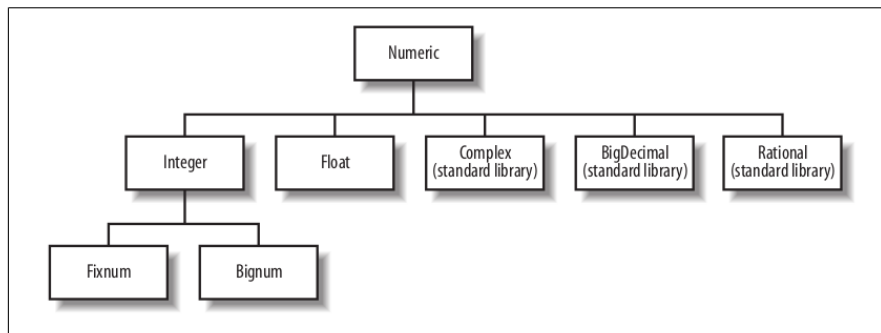 Numeric
Integer
Float
Complex
(standard library)
BigDecimal
(standard library)
Rational
(standard library)
Fixnum
Bignum